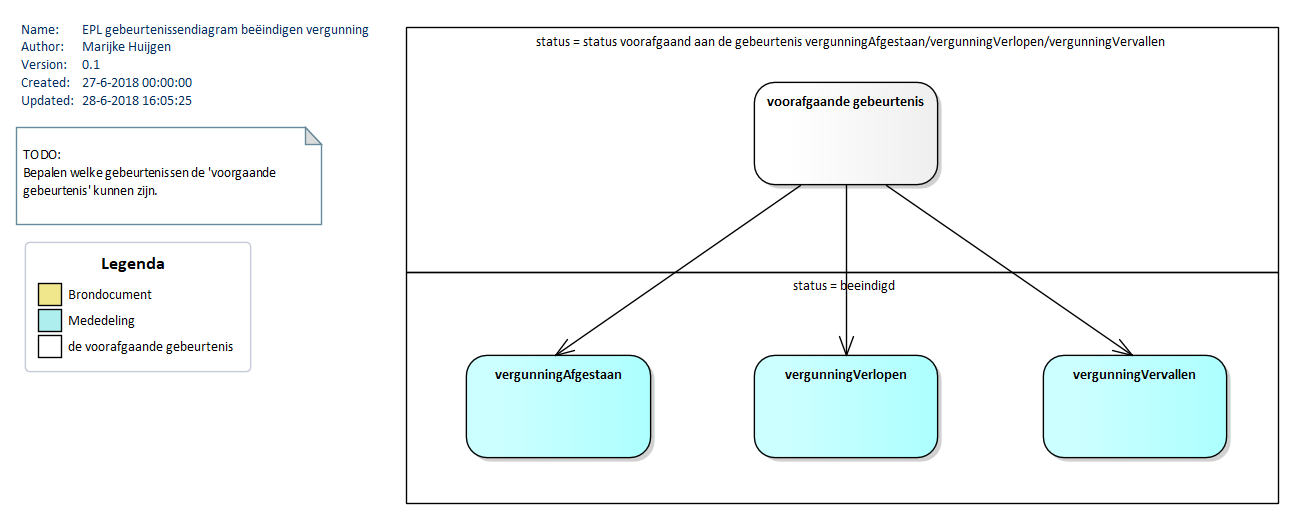 Name: EPL gebeurtenissendiagram beëindigen vergunning
Author: Marijke Huijgen
Version: 0.1
Created: 27-6-2018 00:00:00
Updated: 28-6-2018 16:05:25
TODO:
Bepalen welke gebeurtenissen de 'voorgaande
gebeurtenis' kunnen zijn.
Legenda
Brondocument
Mededeling
de voorafgaande gebeurtenis
status = status voorafgaand aan de gebeurtenis vergunningAfgestaan/vergunningVerlopen/vergunningVervallen
voorafgaande gebeurtenis
status = beeindigd
vergunningAfgestaan
vergunningVerlopen
vergunningVervallen